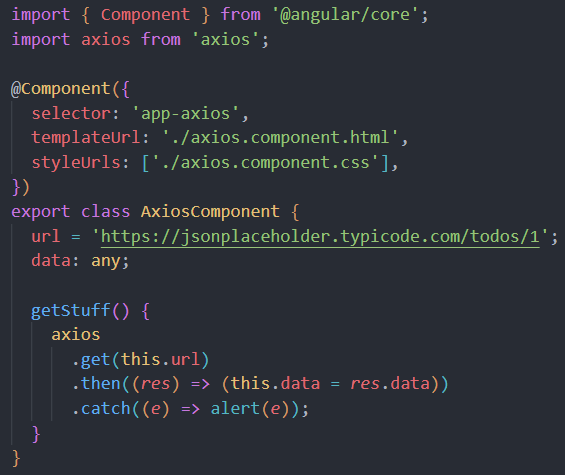 import { Component } from '@angular/core';
import axios from 'axios';

@Component({
  selector: 'app-axios',
  templateUrl: './axios.component.html',
  styleUrls: ['./axios.component.css'],
})
export class AxiosComponent {
  url = 'https://jsonplaceholder.typicode.com/todos/1';
  data: any;

  getStuff() {
    axios
      .get(this.url)
      .then((res) => (this.data = res.data))
      .catch((e) => alert(e));
  }
}